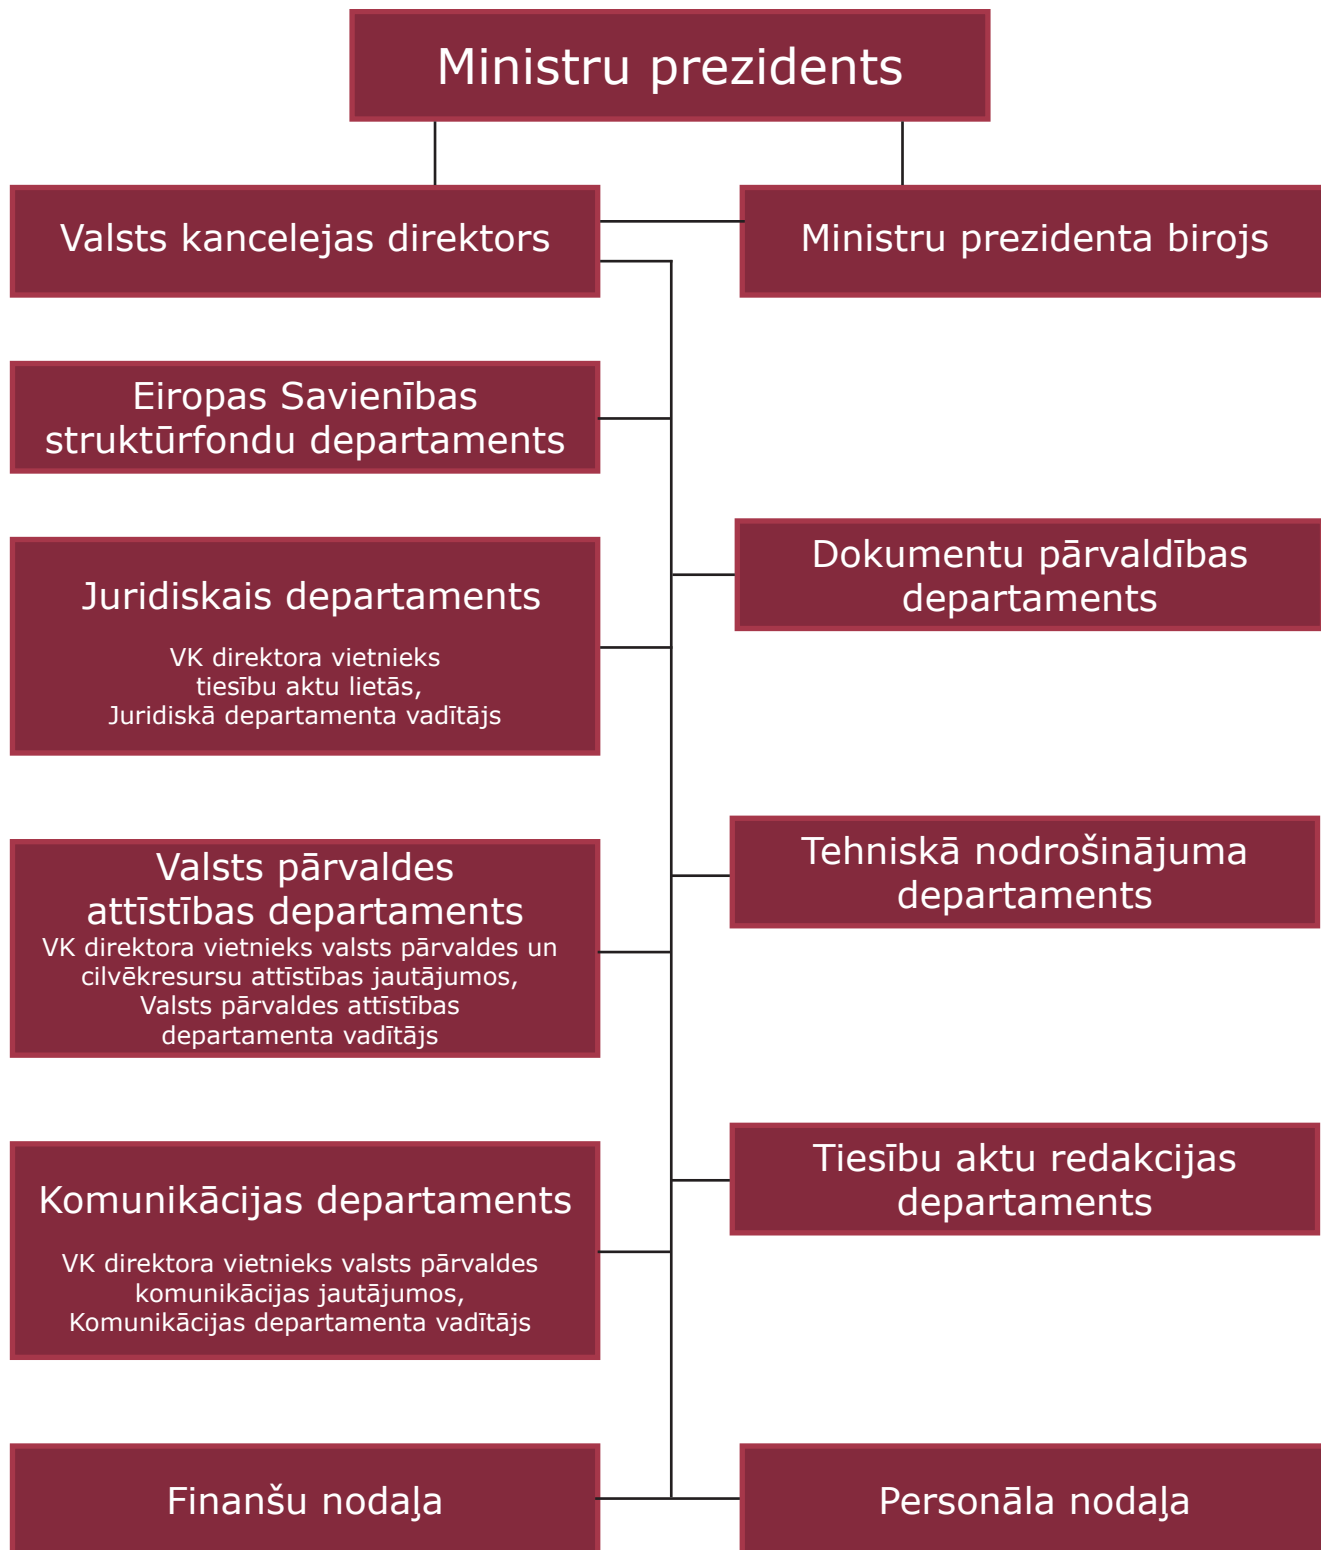 Ministru prezidents
Valsts kancelejas direktors
Ministru prezidenta birojs
Eiropas Savienības
struktūrfondu departaments
Dokumentu pārvaldības
departaments
Juridiskais departaments
VK direktora vietnieks
tiesību aktu lietās,
Juridiskā departamenta vadītājs
Tehniskā nodrošinājuma
departaments
Valsts pārvaldes
attīstības departaments
VK direktora vietnieks valsts pārvaldes un
cilvēkresursu attīstības jautājumos,
Valsts pārvaldes attīstības
departamenta vadītājs
Tiesību aktu redakcijas
departaments
Komunikācijas departaments
VK direktora vietnieks valsts pārvaldes
komunikācijas jautājumos,
Komunikācijas departamenta vadītājs
Finanšu nodaļa
Personāla nodaļa